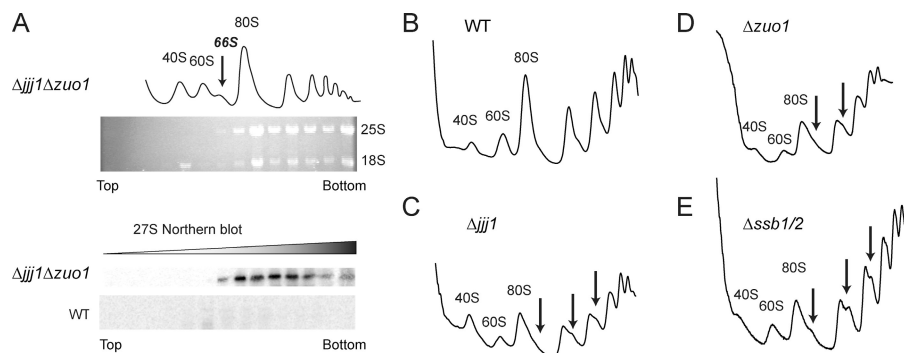 A
Δjjj1Δzuo1
40S
60S
66S
80S
25S
18S
Top
Bottom
27S Northern blot
Δjjj1Δzuo1
WT
Top
Bottom
B
WT
40S
60S
80S
C
Δjjj1
40S
60S
80S
D
Δzuo1
40S
60S
80S
E
Δssb1/2
40S
60S
80S